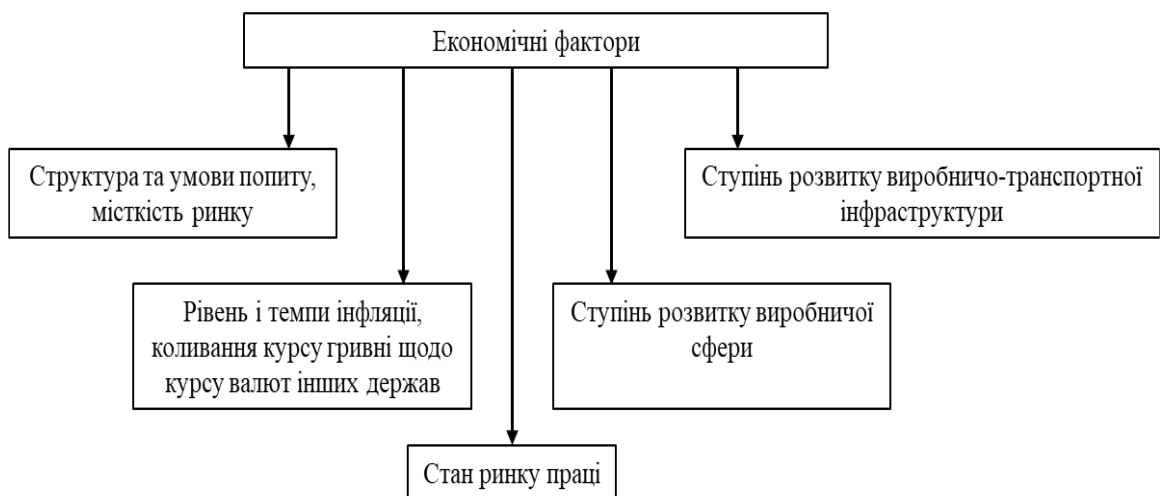 Економічні фактори
Структура та умови попиту,
місткість ринку
Ступінь розвитку виробничо-транспортної
інфраструктури
Рівень і темпи інфляції,
коливання курсу гривні щодо
курсу валют інших держав
Ступінь розвитку виробничої
сфери
Стан ринку праці